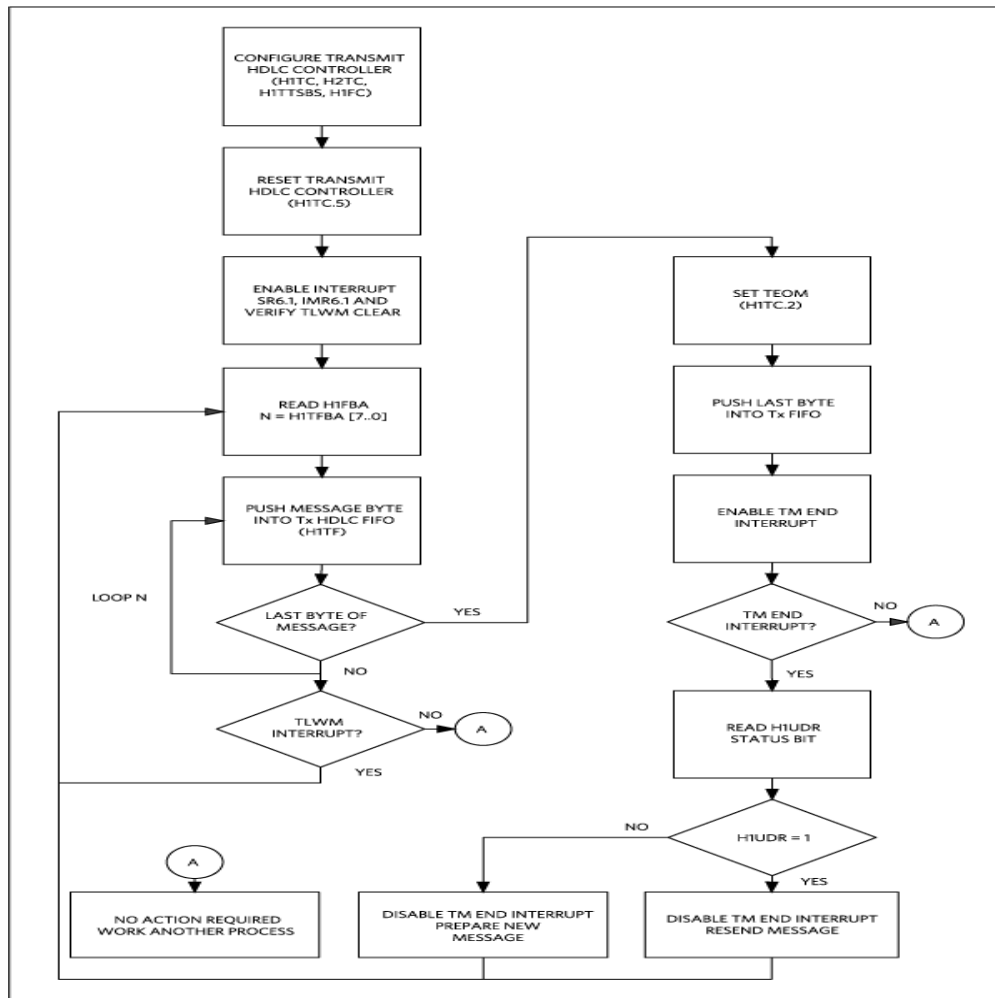 CONFIGURE TRANSMIT
HDLC CONTROLLER
(H1TC, H2TC,
H1TTSBS, H1FC)
RESET TRANSMIT
HDLC CONTROLLER
(H1TC.5)
ENABLE INTERRUPT
SR6.1, IMR6.1 AND
VERIFY TLWM CLEAR
READ H1FBA
N = H1TFBA [7..0]
PUSH MESSAGE BYTE
INTO Tx HDLC FIFO
(H1TF)
LOOP N
LAST BYTE OF
MESSAGE?
YES
NO
TLWM
INTERRUPT?
NO
A
YES
A
NO ACTION REQUIRED
WORK ANOTHER PROCESS
SET TEOM
(H1TC.2)
PUSH LAST BYTE
INTO Tx FIFO
ENABLE TM END
INTERRUPT
TM END
INTERRUPT?
NO
A
YES
READ H1UDR
STATUS BIT
H1UDR = 1
NO
YES
DISABLE TM END INTERRUPT
PREPARE NEW
MESSAGE
DISABLE TM END INTERRUPT
RESEND MESSAGE